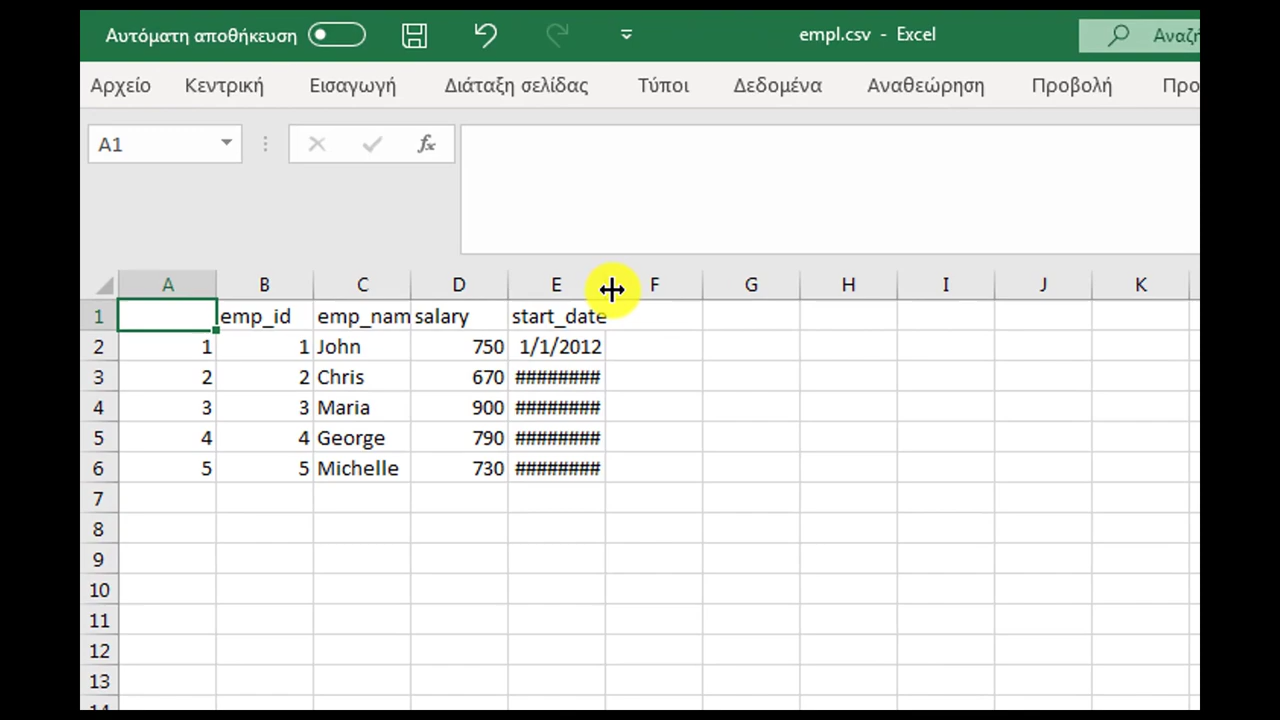 Αυτόματη αποθήκευση empl.csv - Excel Αναζή
Αρχείο Κεντρική Εισαγωγή Διάταξη σελίδας Τύποι Δεδομένα Αναθεώρηση Προβολή Προ
A1 fx
A B C D E F G H I J K
1 emp_id emp_nam salary start_date
2 1 1 John 750 1/1/2012
3 2 2 Chris 670 ########
4 3 3 Maria 900 ########
5 4 4 George 790 ########
6 5 5 Michelle 730 ########
7
8
9
10
11
12
13